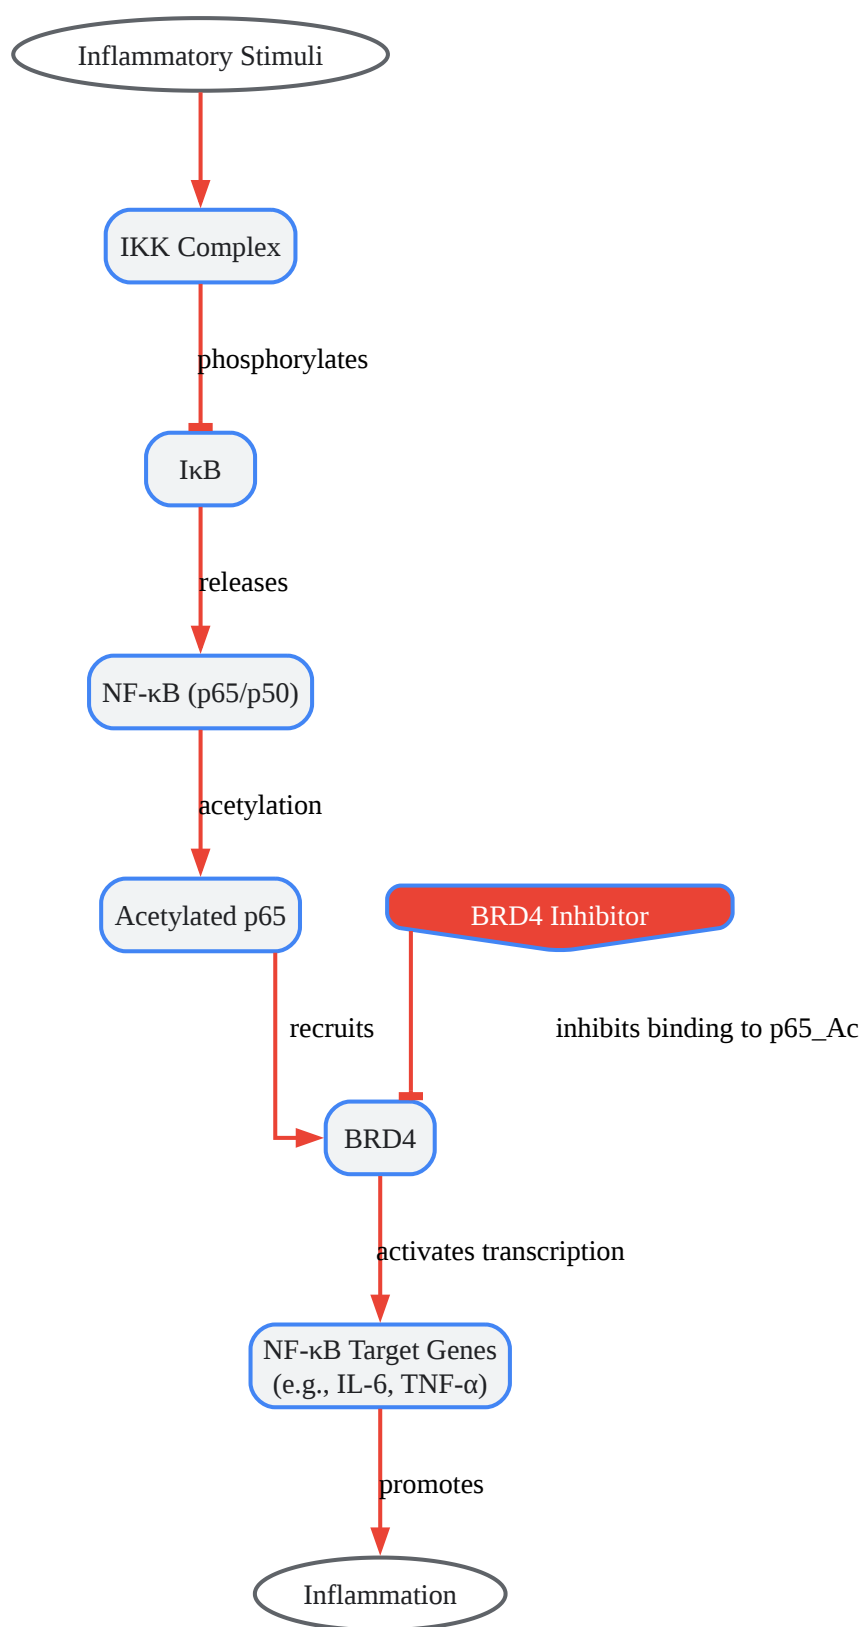 Inflammatory Stimuli
IKK Complex
phosphorylates
IκB
releases
NF-κB (p65/p50)
acetylation
Acetylated p65
BRD4 Inhibitor
recruits
inhibits binding to p65_Ac
BRD4
activates transcription
NF-κB Target Genes
(e.g., IL-6, TNF-α)
promotes
Inflammation